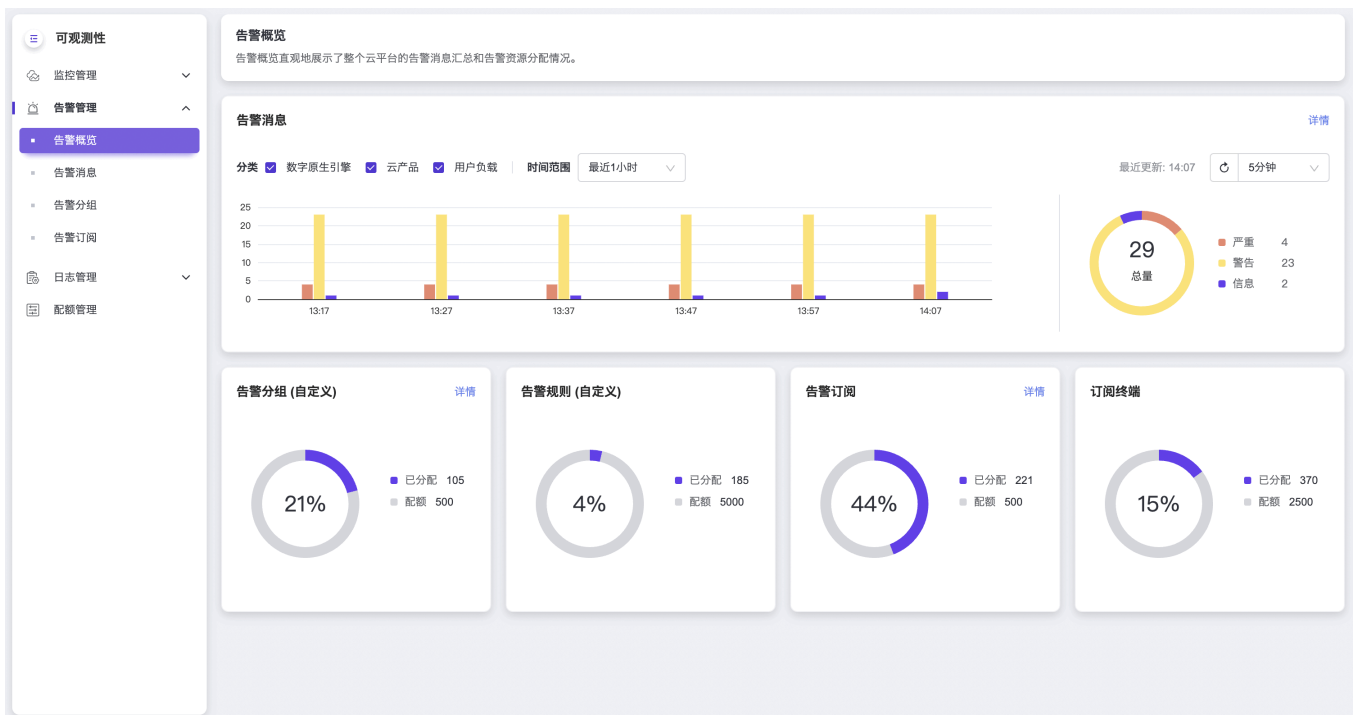 可观测性
监控管理
告警管理
告警概览
告警消息
告警分组
告警订阅
日志管理
配额管理
告警概览
告警概览直观地展示了整个云平台的告警消息汇总和告警资源分配情况。
告警消息 详情
分类 数字原生引擎 云产品 用户负载 时间范围 最近1小时 最近更新: 14:07 5分钟
25
20
15
10
5
0
13:17 13:27 13:37 13:47 13:57 14:07
29
总量
严重 4
警告 23
信息 2
告警分组 (自定义) 详情
21%
已分配 105
配额 500
告警规则 (自定义)
4%
已分配 185
配额 5000
告警订阅 详情
44%
已分配 221
配额 500
订阅终端
15%
已分配 370
配额 2500